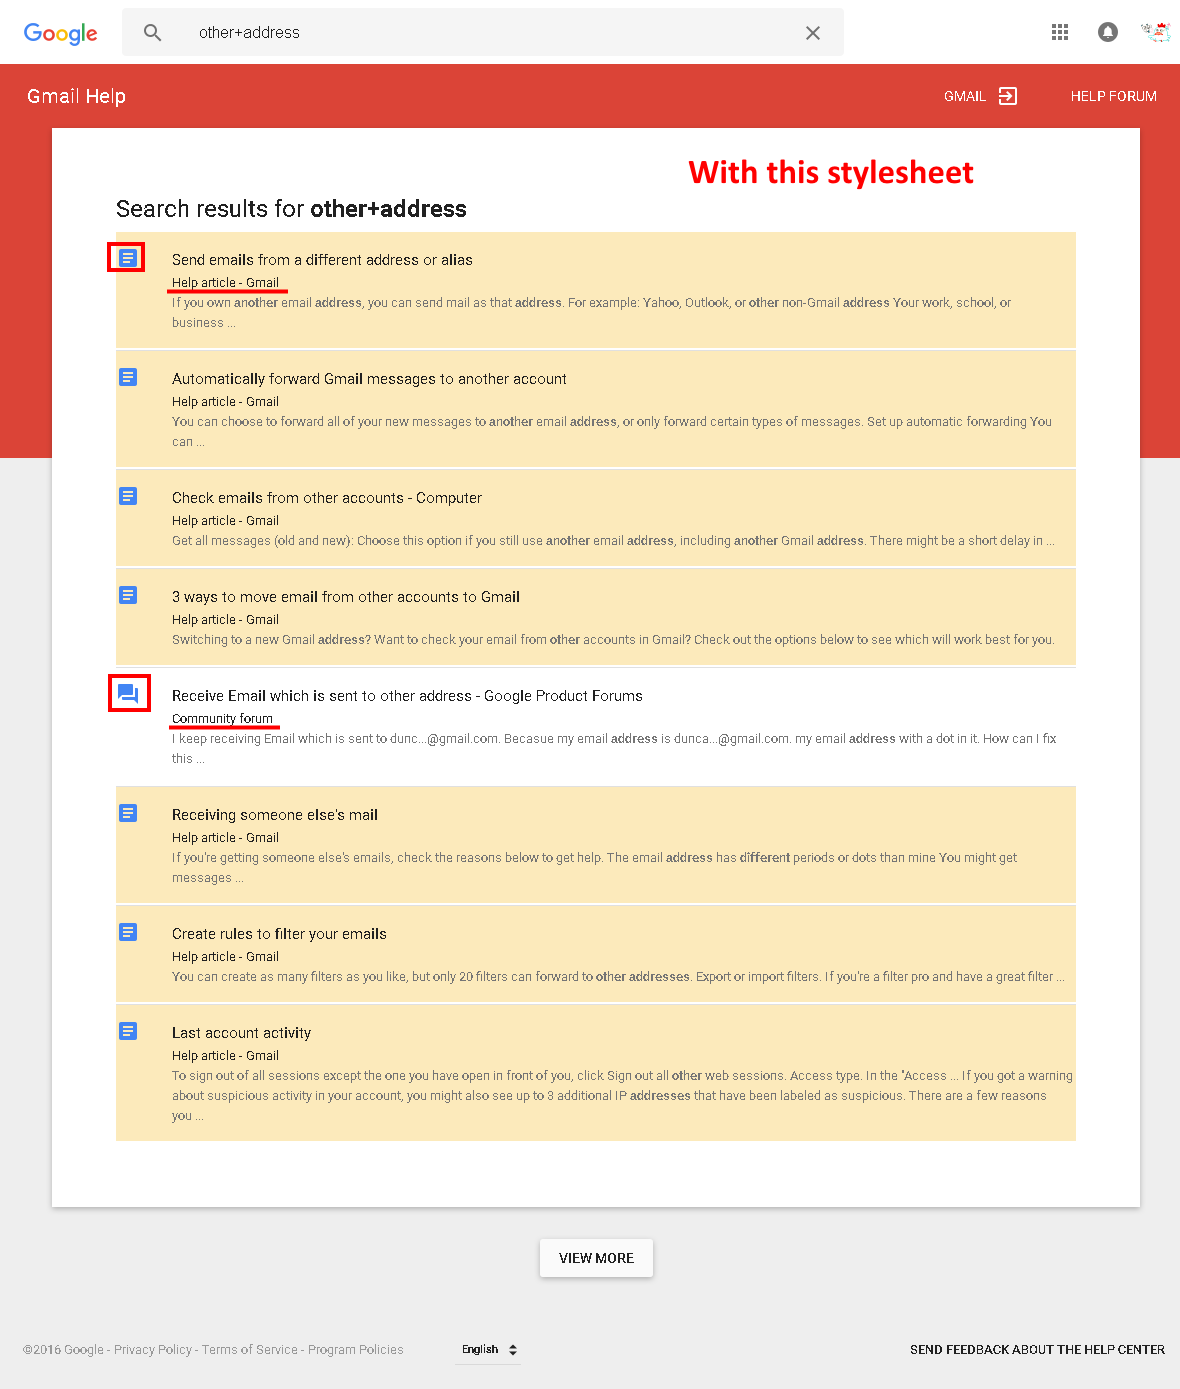 Google
other+address
Gmail Help
GMAIL
HELP FORUM
With this stylesheet
Search results for other+address
Send emails from a different address or alias
Help article - Gmail
If you own another email address, you can send mail as that address. For example: Yahoo, Outlook, or other non-Gmail address Your work, school, or
business ...
Automatically forward Gmail messages to another account
Help article - Gmail
You can choose to forward all of your new messages to another email address, or only forward certain types of messages. Set up automatic forwarding You
can ...
Check emails from other accounts - Computer
Help article - Gmail
Get all messages (old and new): Choose this option if you still use another email address, including another Gmail address. There might be a short delay in ...
3 ways to move email from other accounts to Gmail
Help article - Gmail
Switching to a new Gmail address? Want to check your email from other accounts in Gmail? Check out the options below to see which will work best for you.
Receive Email which is sent to other address - Google Product Forums
Community forum
I keep receiving Email which is sent to dunc...@gmail.com. Becasue my email address is dunca...@gmail.com. my email address with a dot in it. How can I fix
this ...
Receiving someone else's mail
Help article - Gmail
If you're getting someone else's emails, check the reasons below to get help. The email address has different periods or dots than mine You might get
messages ...
Create rules to filter your emails
Help article - Gmail
You can create as many filters as you like, but only 20 filters can forward to other addresses. Export or import filters. If you're a filter pro and have a great filter ...
Last account activity
Help article - Gmail
To sign out of all sessions except the one you have open in front of you, click Sign out all other web sessions. Access type. In the "Access ... If you got a warning
about suspicious activity in your account, you might also see up to 3 additional IP addresses that have been labeled as suspicious. There are a few reasons
you ...
VIEW MORE
©2016 Google - Privacy Policy - Terms of Service - Program Policies
English
SEND FEEDBACK ABOUT THE HELP CENTER